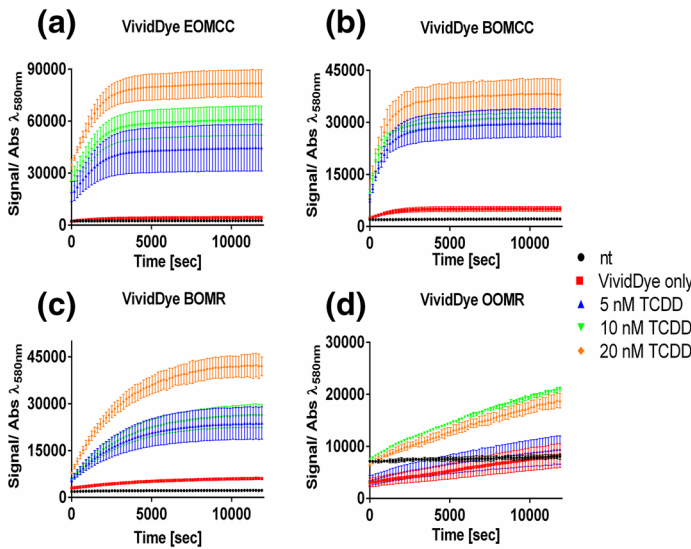 (a)
VividDye EOMCC
Signal/ Abs λ580nm
90000
60000
30000
0
0
5000
10000
Time [sec]
(b)
VividDye BOMCC
Signal/ Abs λ580nm
45000
30000
15000
0
0
5000
10000
Time [sec]
nt
VividDye only
5 nM TCDD
10 nM TCDD
20 nM TCDD
(c)
VividDye BOMR
Signal/ Abs λ580nm
45000
30000
15000
0
0
5000
10000
Time [sec]
(d)
VividDye OOMR
Signal/ Abs λ580nm
30000
20000
10000
0
0
5000
10000
Time [sec]